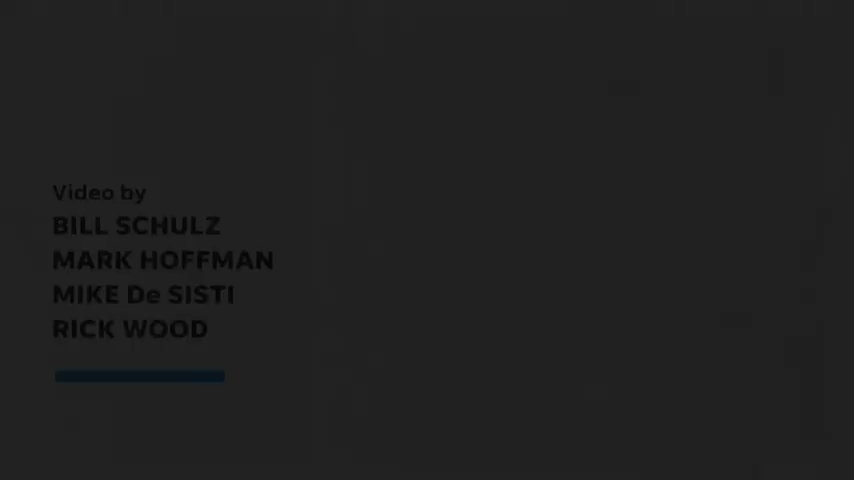 Video by
BILL SCHULZ
MARK HOFFMAN
MIKE De SISTI
RICK WOOD